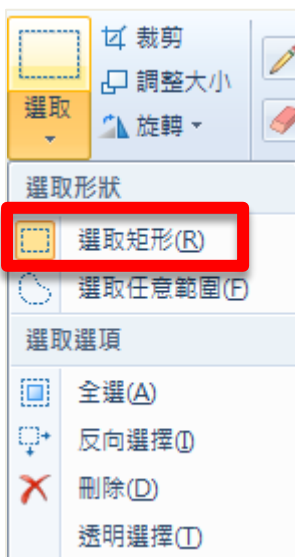 裁剪
調整大小
選取
旋轉
選取形狀
選取矩形(R)
選取任意範圍(F)
選取選項
全選(A)
反向選擇(I)
刪除(D)
透明選擇(T)